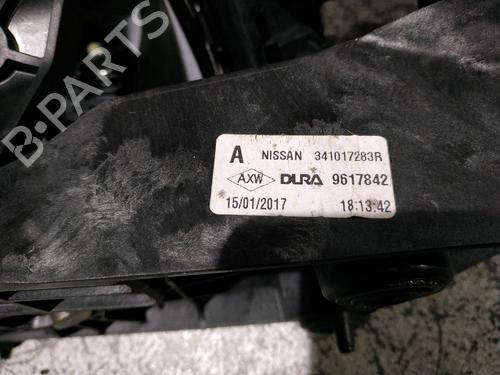 B-PARTS
A NISSAN 341017283R
AXW DURA 9617842
15/01/2017 18:13:42